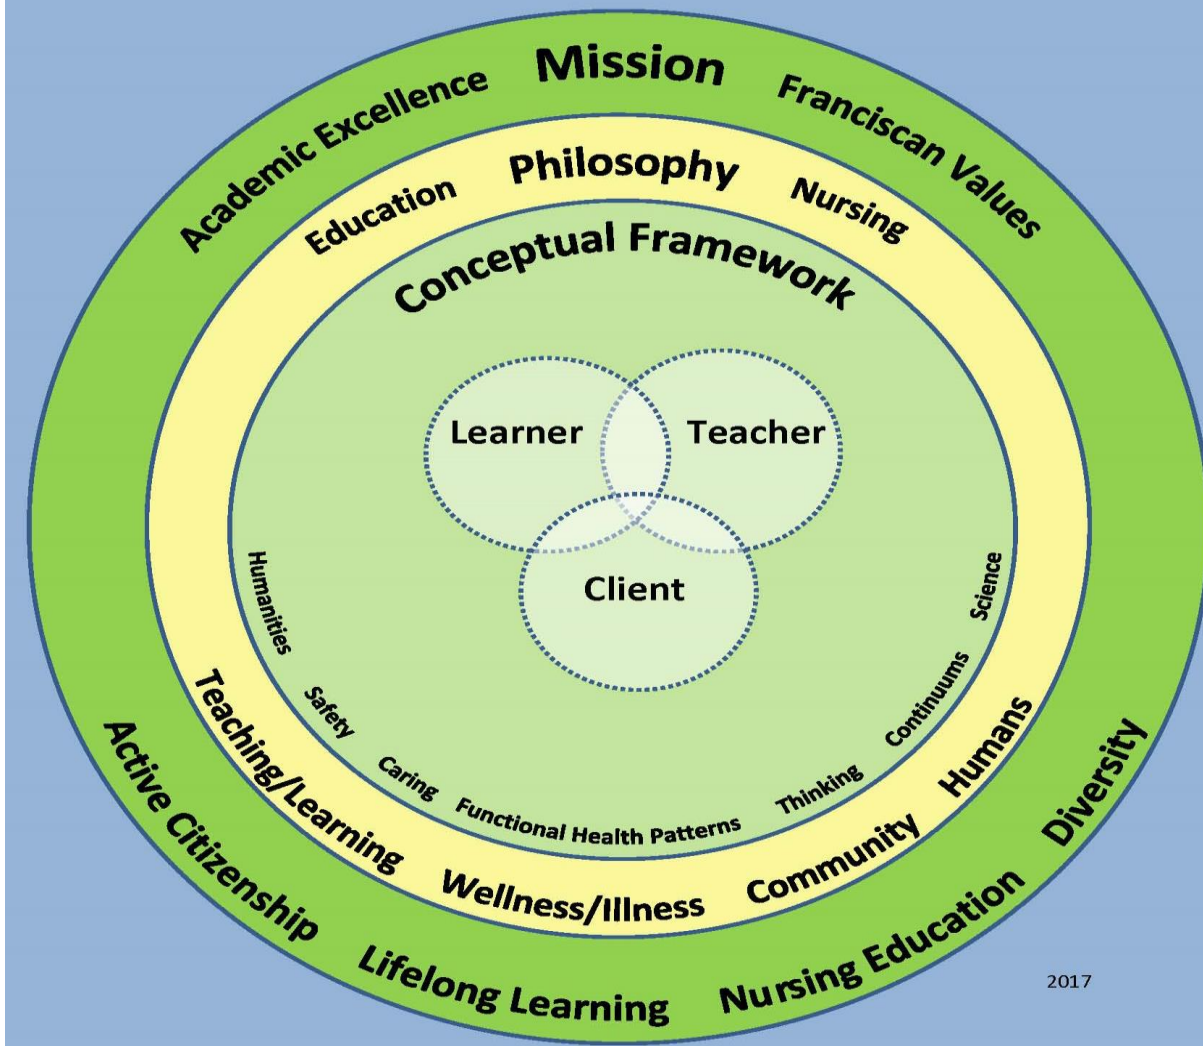 Mission
Academic Excellence
Franciscan Values
Philosophy
Education
Nursing
Conceptual Framework
Learner
Teacher
Client
Humanities
Safety
Caring
Functional Health Patterns
Thinking
Continuums
Science
Teaching/Learning
Wellness/Illness
Community
Humans
Active Citizenship
Lifelong Learning
Nursing Education
Diversity
2017